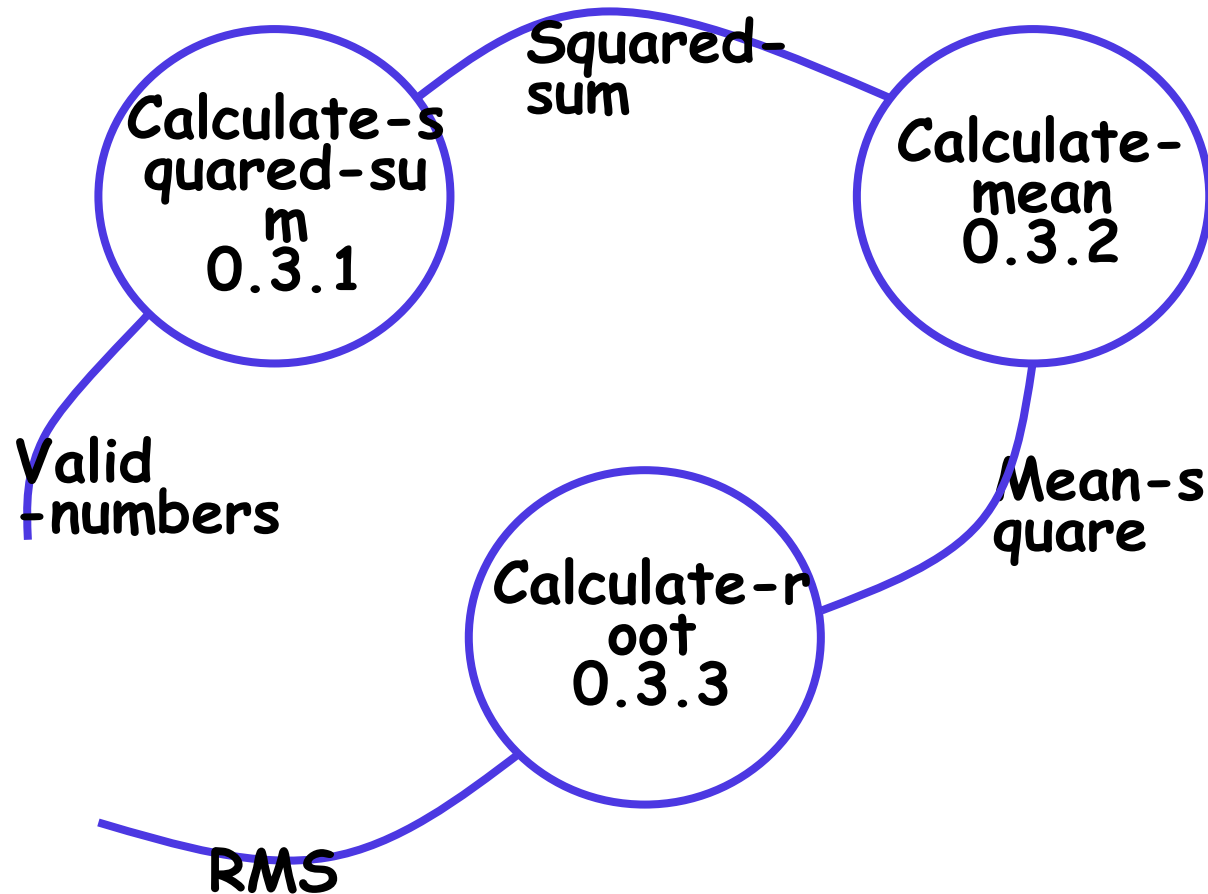 Squared-
sum
Calculate-s
quared-su
m
0.3.1
Calculate-
mean
0.3.2
Valid
-numbers
Mean-s
quare
Calculate-r
oot
0.3.3
RMS